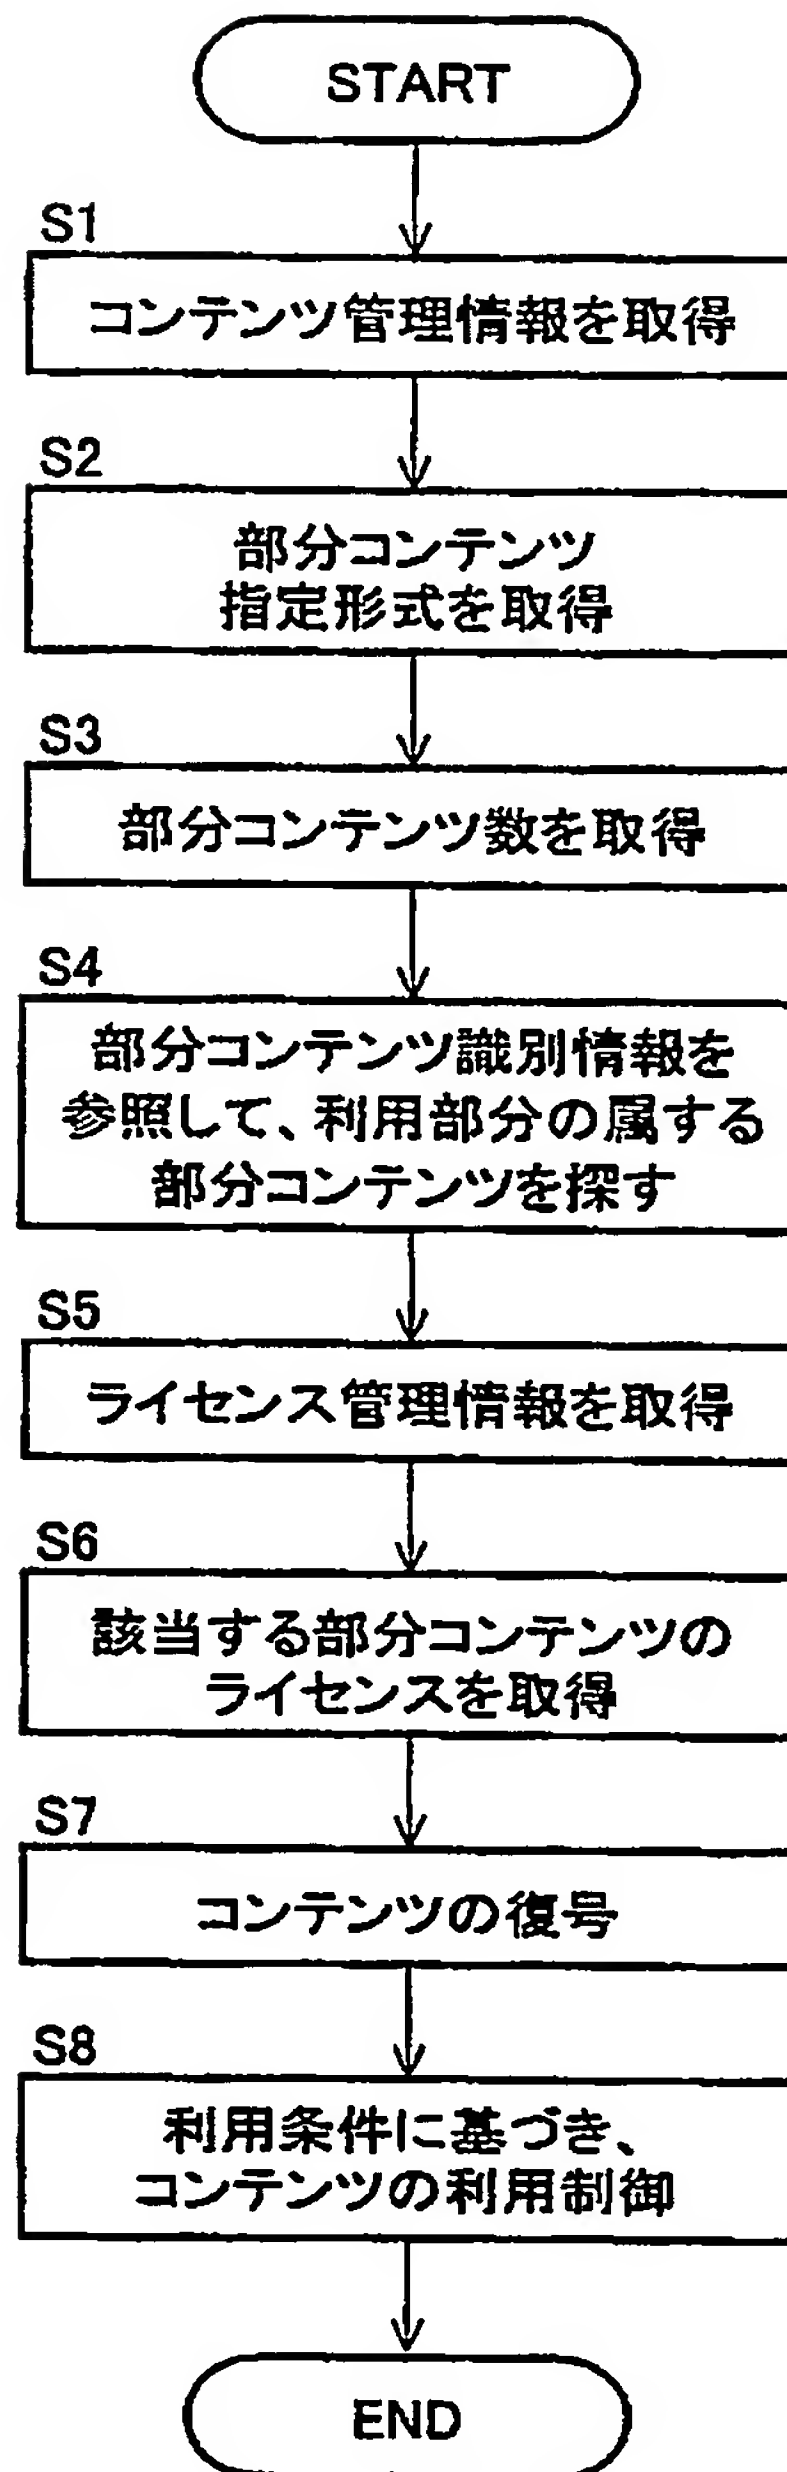 START
S1
コンテンツ管理情報を取得
S2
部分コンテンツ
指定形式を取得
S3
部分コンテンツ数を取得
S4
部分コンテンツ識別情報を
参照して、利用部分の属する
部分コンテンツを探す
S5
ライセンス管理情報を取得
S6
該当する部分コンテンツの
ライセンスを取得
S7
コンテンツの復号
S8
利用条件に基づき、
コンテンツの利用制御
END